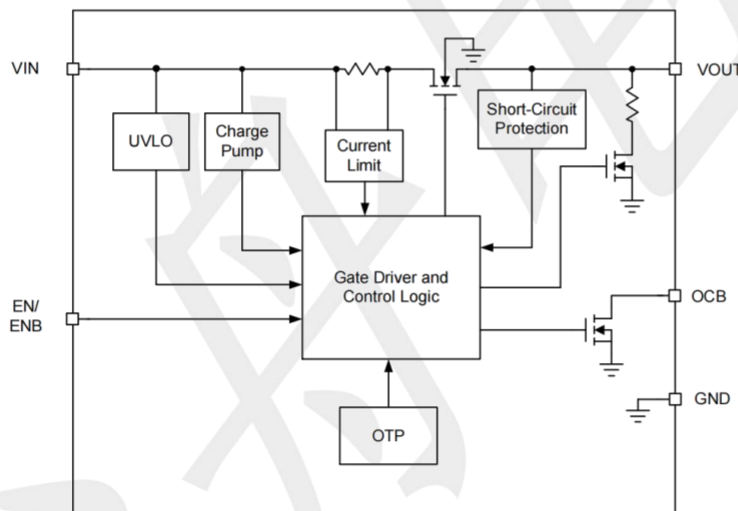 VIN
VOUT
UVLO
Charge
Pump
Current
Limit
Short-Circuit
Protection
Gate Driver and
Control Logic
EN/
ENB
OCB
GND
OTP